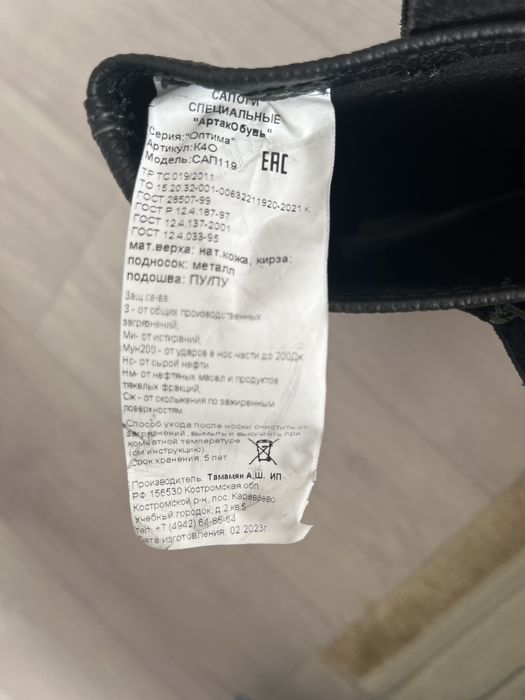 САПОГИ
СПЕЦИАЛЬНЫЕ
"АртакОбувь"
Серия:"Оптима"
Артикул:К4О
Модель:САП119
EAC
ТР ТС 019/2011
ТО 15.20.32-001-00632211920-2021 к
ГОСТ 28507-99
ГОСТ Р 12.4.187-97
ГОСТ 12.4.137-2001
ГОСТ 12.4.033-95
мат.верха: нат.кожа, кирза;
подносок: металл
подошва: ПУ/ПУ
Защ.св-ва:
З - от общих производственных
загрязнений;
Ми- от истираний;
Мун200 - от ударов в нос части до 200Дж
Нс- от сырой нефти
Нм- от нефтяных масел и продуктов
тяжелых фракций;
Сж - от скольжения по зажиренным
поверхностям
Способ ухода после носки очистить от
загрязнений, вымыть и высушить при
комнатной температуре
(см инструкцию)
Срок хранения: 5 лет
Производитель: Тамамян А.Ш. ИП
РФ 156530 Костромская обл.,
Костромской р-н, пос. Караваево
Учебный городок, д.2 кв.5
тел: +7 (4942) 64-65-64
Дата изготовления: 02.2023г